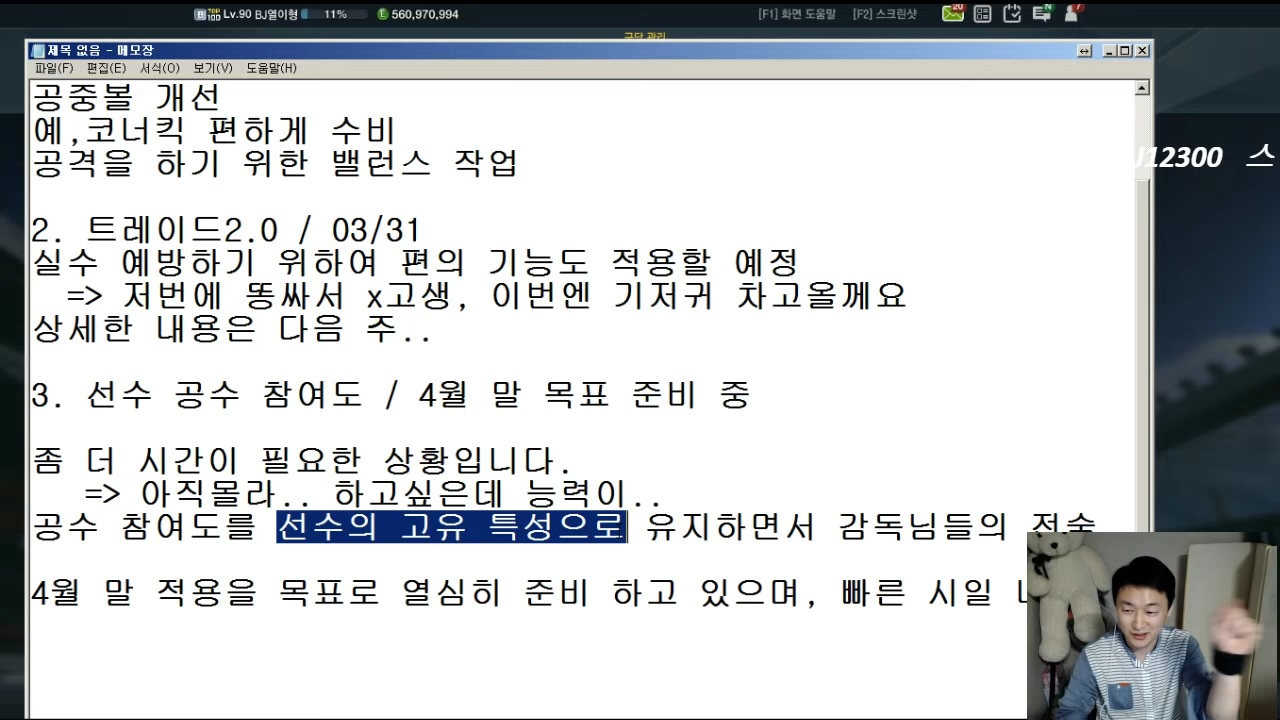 TOP 100 Lv.90 BJ열이형 11% 560,970,994 [F1] 화면 도움말 [F2] 스크린샷 20 N 7
구단 관리
제목 없음 - 메모장
파일(F) 편집(E) 서식(O) 보기(V) 도움말(H)
공중볼 개선
예,코너킥 편하게 수비
공격을 하기 위한 밸런스 작업
J12300 스
2. 트레이드2.0 / 03/31
실수 예방하기 위하여 편의 기능도 적용할 예정
=> 저번에 똥싸서 x고생, 이번엔 기저귀 차고올께요
상세한 내용은 다음 주..
3. 선수 공수 참여도 / 4월 말 목표 준비 중
좀 더 시간이 필요한 상황입니다.
=> 아직몰라.. 하고싶은데 능력이..
공수 참여도를 선수의 고유 특성으로 유지하면서 감독님들의 전술
4월 말 적용을 목표로 열심히 준비 하고 있으며, 빠른 시일